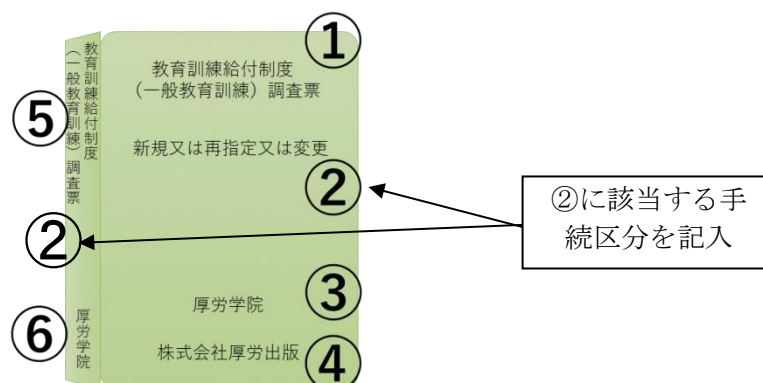 ①
教育訓練給付制度
（一般教育訓練）調査票
新規又は再指定又は変更
②
③
厚労学院
株式会社厚労出版
④
教育訓練給付制度
（一般教育訓練）調査票
⑤
②
⑥
厚労学院
②に該当する手
続区分を記入